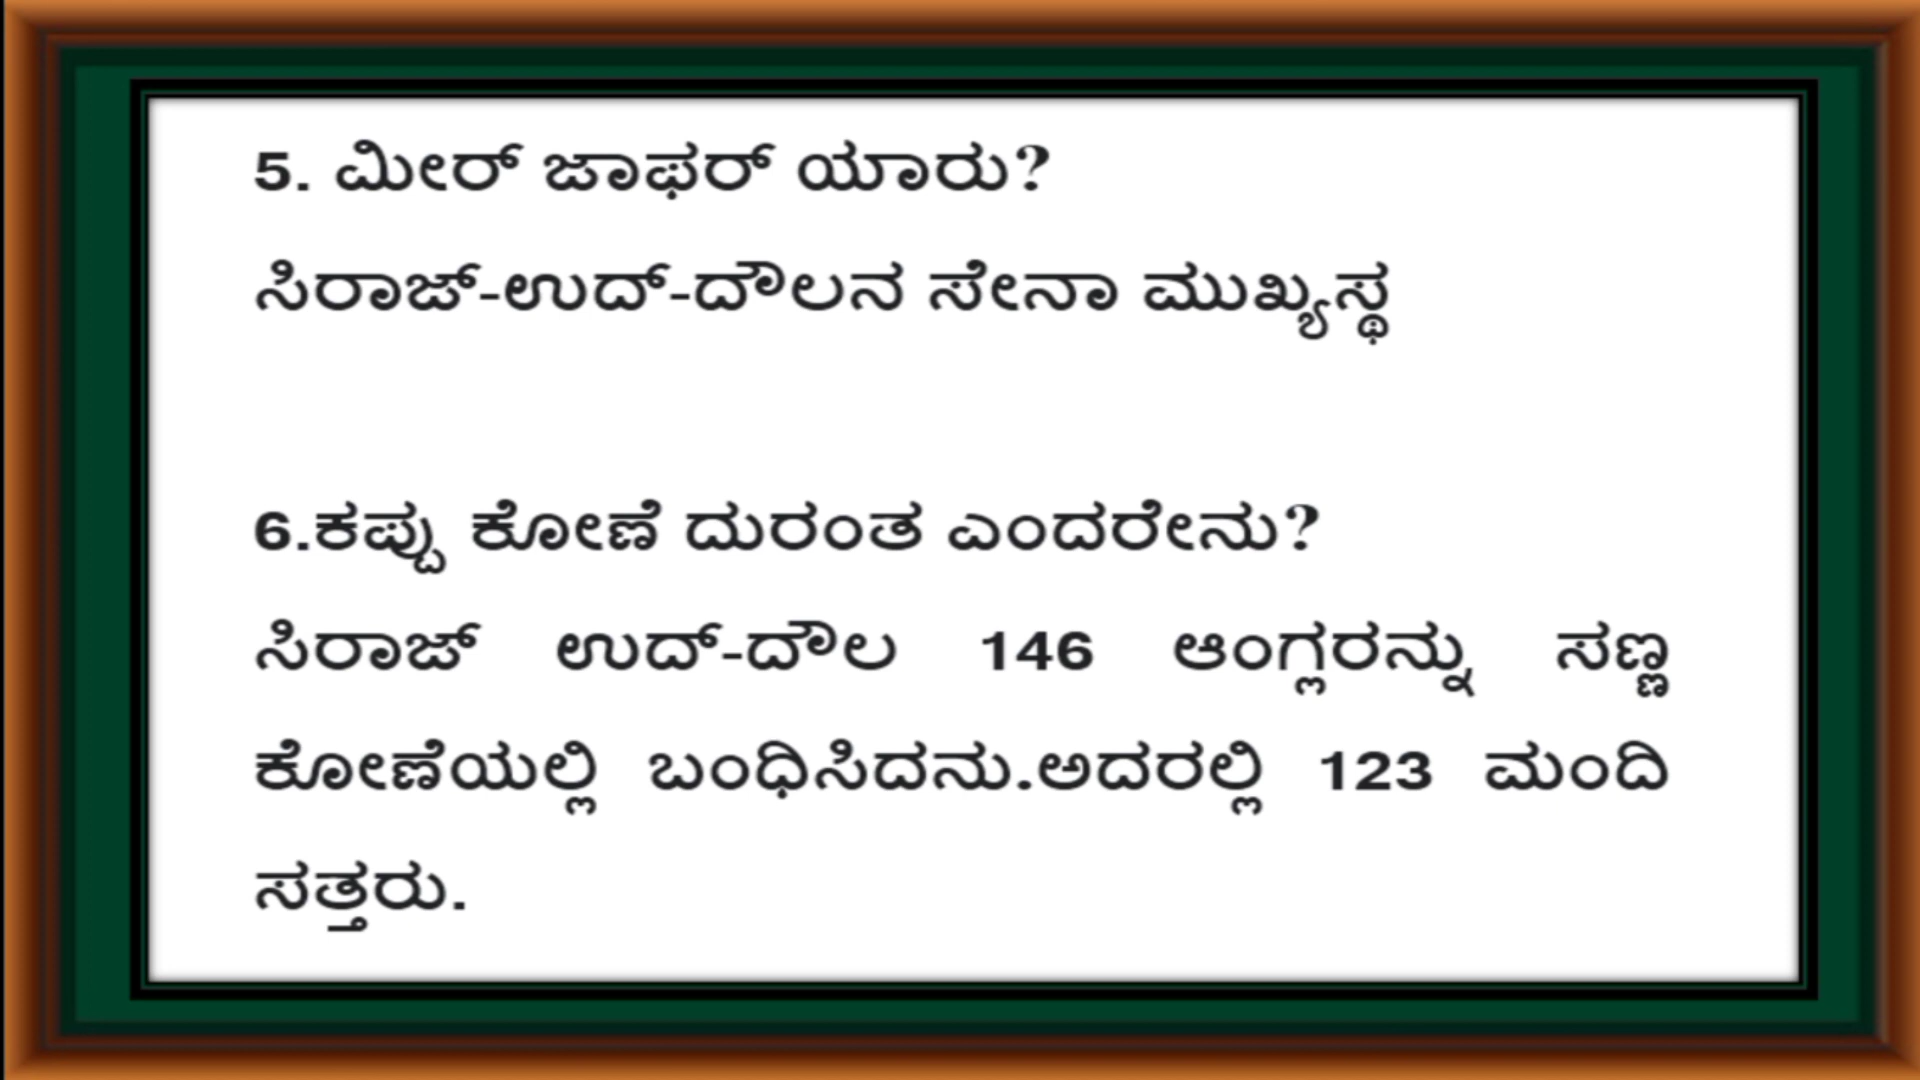 5. ಮೀರ್ ಜಾಫರ್ ಯಾರು?
ಸಿರಾಜ್-ಉದ್-ದೌಲನ ಸೇನಾ ಮುಖ್ಯಸ್ಥ
6.ಕಪ್ಪು ಕೋಣೆ ದುರಂತ ಎಂದರೇನು?
ಸಿರಾಜ್ ಉದ್-ದೌಲ 146 ಆಂಗ್ಲರನ್ನು ಸಣ್ಣ
ಕೋಣೆಯಲ್ಲಿ ಬಂಧಿಸಿದನು.ಅದರಲ್ಲಿ 123 ಮಂದಿ
ಸತ್ತರು.